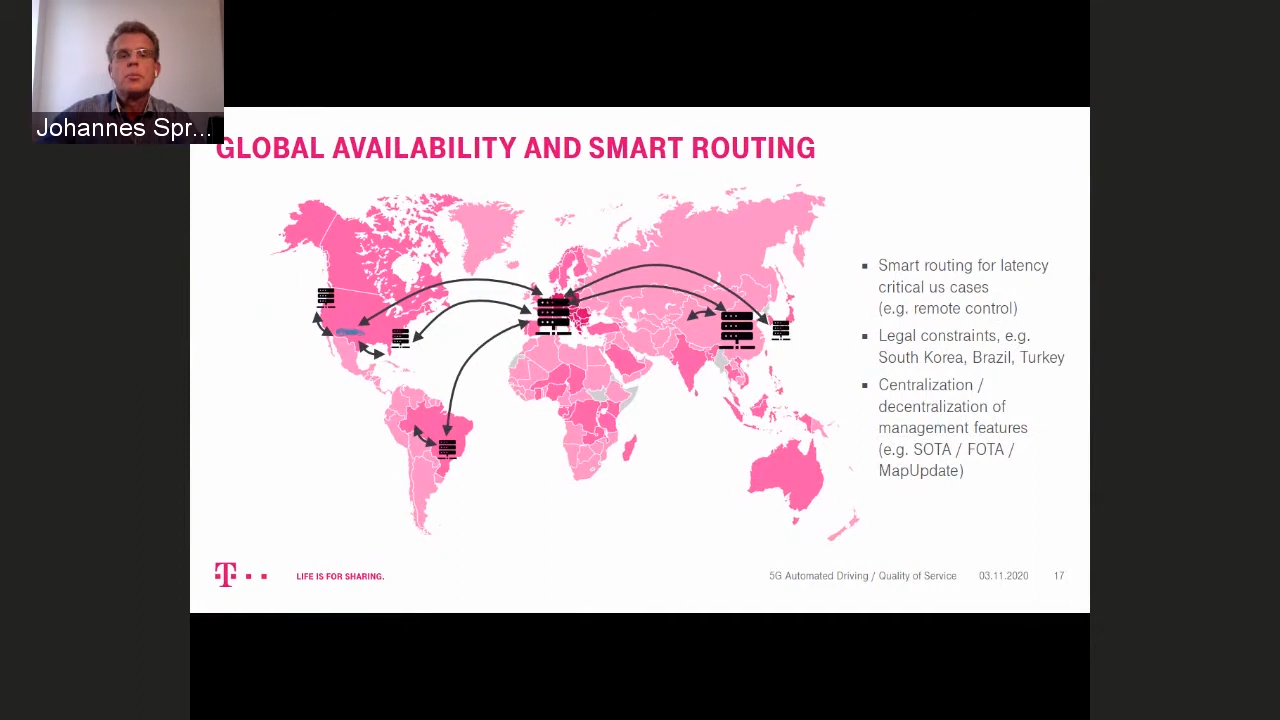 Johannes Spr...
GLOBAL AVAILABILITY AND SMART ROUTING
Smart routing for latency
critical us cases
(e.g. remote control)
Legal constraints, e.g.
South Korea, Brazil, Turkey
Centralization /
decentralization of
management features
(e.g. SOTA / FOTA /
MapUpdate)
T
LIFE IS FOR SHARING.
5G Automated Driving / Quality of Service 03.11.2020 17